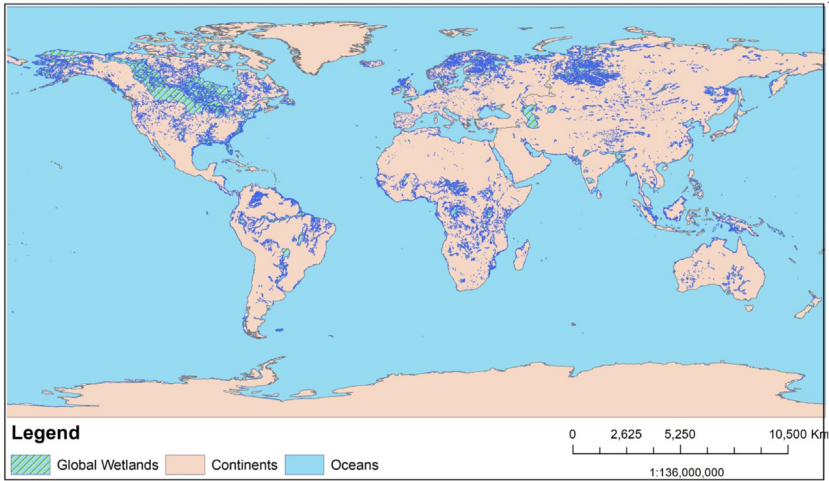 Legend
Global Wetlands
Continents
Oceans
0 2,625 5,250 10,500 Km
1:136,000,000